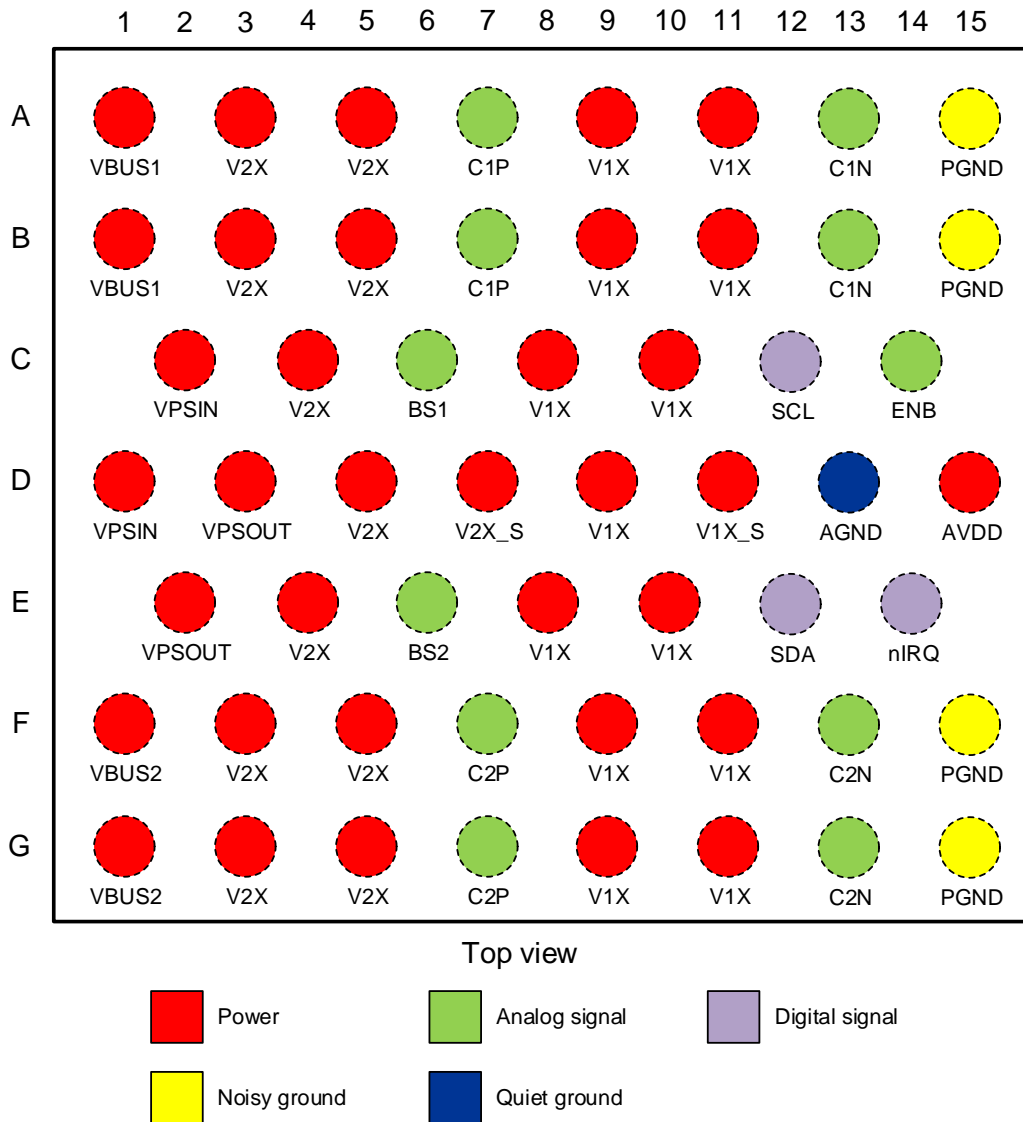 1 2 3 4 5 6 7 8 9 10 11 12 13 14 15
A
VBUS1 V2X V2X C1P V1X V1X C1N PGND
B
VBUS1 V2X V2X C1P V1X V1X C1N PGND
C
VPSIN V2X BS1 V1X V1X SCL ENB
D
VPSIN VPSOUT V2X V2X_S V1X V1X_S AGND AVDD
E
VPSOUT V2X BS2 V1X V1X SDA nIRQ
F
VBUS2 V2X V2X C2P V1X V1X C2N PGND
G
VBUS2 V2X V2X C2P V1X V1X C2N PGND
Top view
Power Analog signal Digital signal
Noisy ground Quiet ground